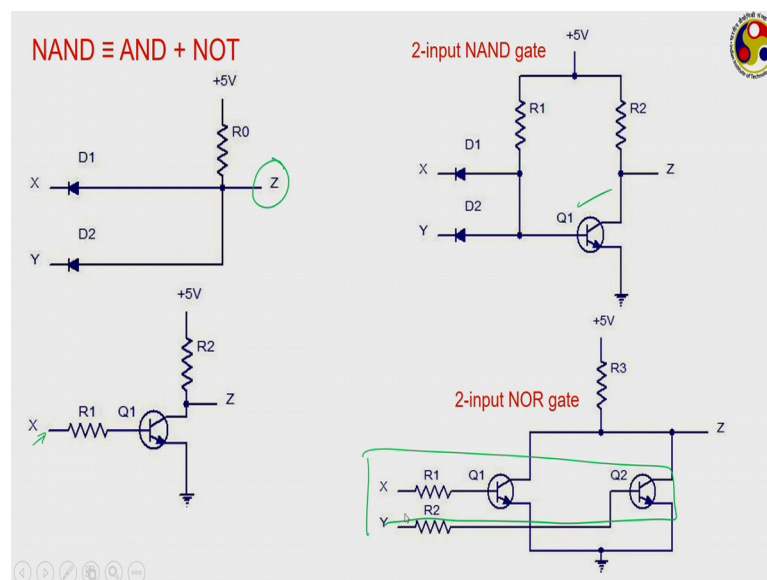 NAND ≡ AND + NOT
+5V
R0
D1
X
Z
D2
Y
2-input NAND gate
+5V
R1
R2
D1
X
Z
D2
Q1
Y
+5V
R2
Z
R1
Q1
X
+5V
R3
2-input NOR gate
Z
R1
Q1
Q2
X
R2
Y